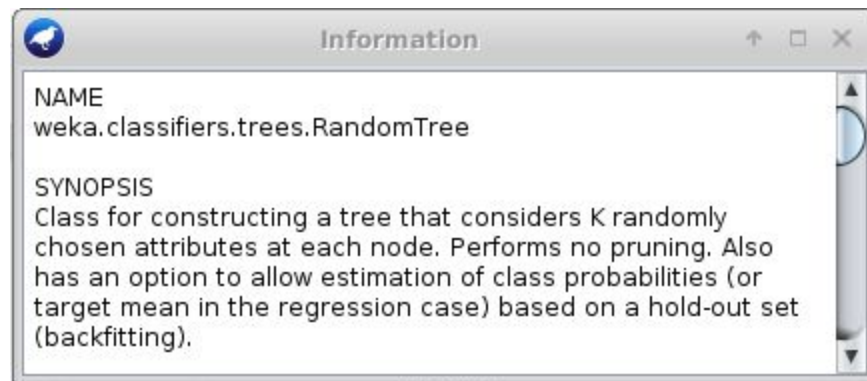 Information
NAME
weka.classifiers.trees.RandomTree
SYNOPSIS
Class for constructing a tree that considers K randomly
chosen attributes at each node. Performs no pruning. Also
has an option to allow estimation of class probabilities (or
target mean in the regression case) based on a hold-out set
(backfitting).